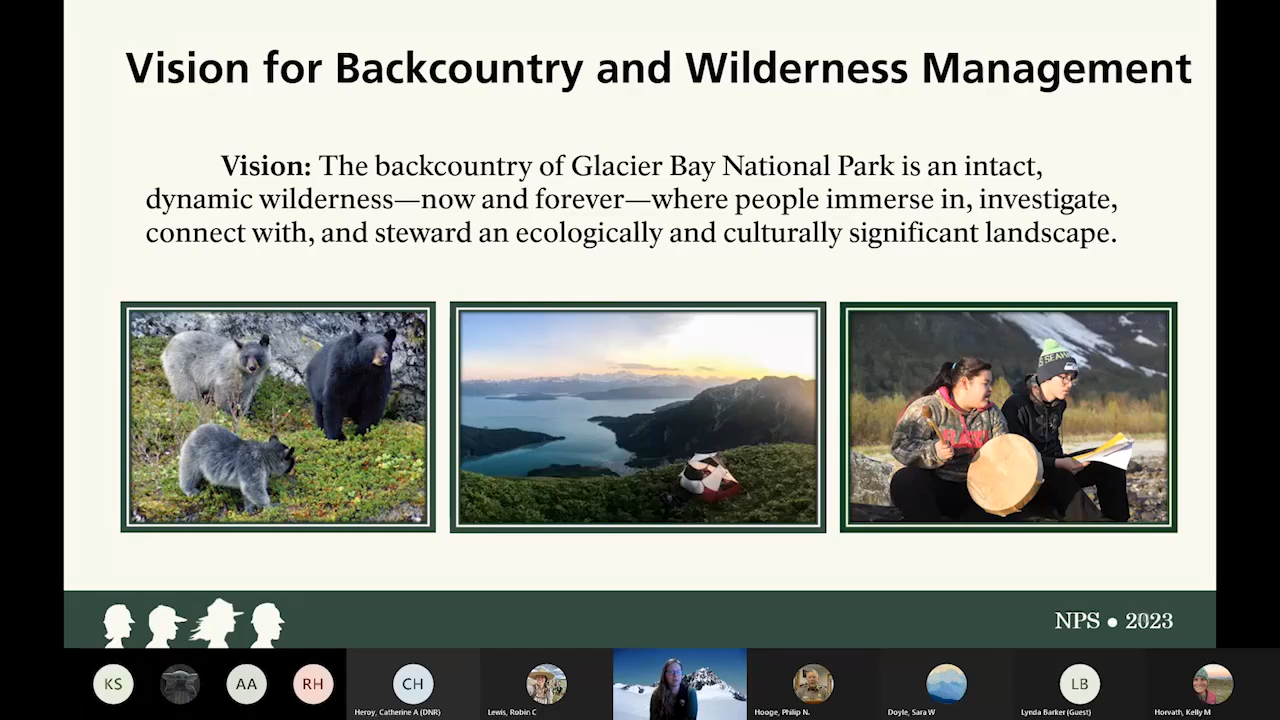 Vision for Backcountry and Wilderness Management
Vision: The backcountry of Glacier Bay National Park is an intact,
dynamic wilderness—now and forever—where people immerse in, investigate,
connect with, and steward an ecologically and culturally significant landscape.
NPS • 2023
KS
AA
RH
CH
LB
Heroy, Catherine A (DNR)
Lewis, Robin C
Hooge, Philip N.
Doyle, Sara W
Lynda Barker (Guest)
Horvath, Kelly M